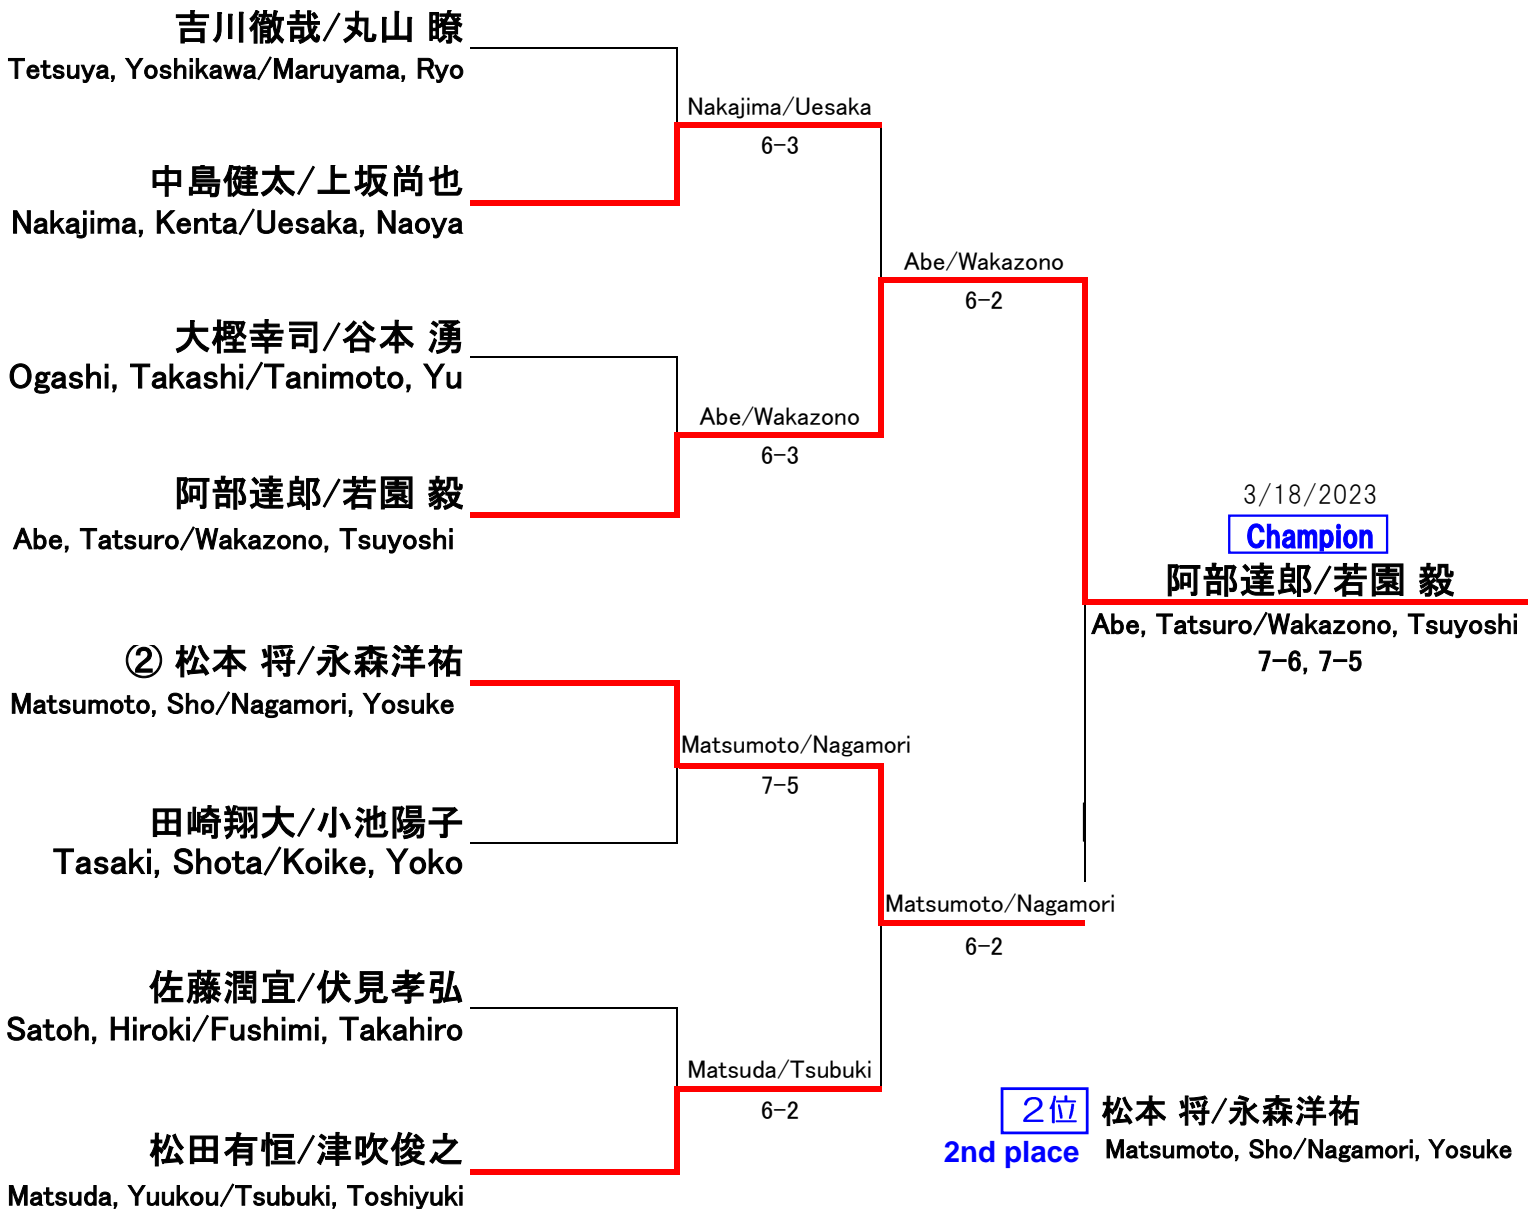 吉川徹哉/丸山 瞭
Tetsuya, Yoshikawa/Maruyama, Ryo
Nakajima/Uesaka
6-3
中島健太/上坂尚也
Nakajima, Kenta/Uesaka, Naoya
Abe/Wakazono
6-2
大樫幸司/谷本 湧
Ogashi, Takashi/Tanimoto, Yu
Abe/Wakazono
6-3
阿部達郎/若園 毅
Abe, Tatsuro/Wakazono, Tsuyoshi
3/18/2023
Champion
阿部達郎/若園 毅
Abe, Tatsuro/Wakazono, Tsuyoshi
7-6, 7-5
② 松本 将/永森洋祐
Matsumoto, Sho/Nagamori, Yosuke
Matsumoto/Nagamori
7-5
田崎翔大/小池陽子
Tasaki, Shota/Koike, Yoko
Matsumoto/Nagamori
6-2
佐藤潤宜/伏見孝弘
Satoh, Hiroki/Fushimi, Takahiro
Matsuda/Tsubuki
6-2
松田有恒/津吹俊之
Matsuda, Yuukou/Tsubuki, Toshiyuki
２位 松本 将/永森洋祐
2nd place Matsumoto, Sho/Nagamori, Yosuke